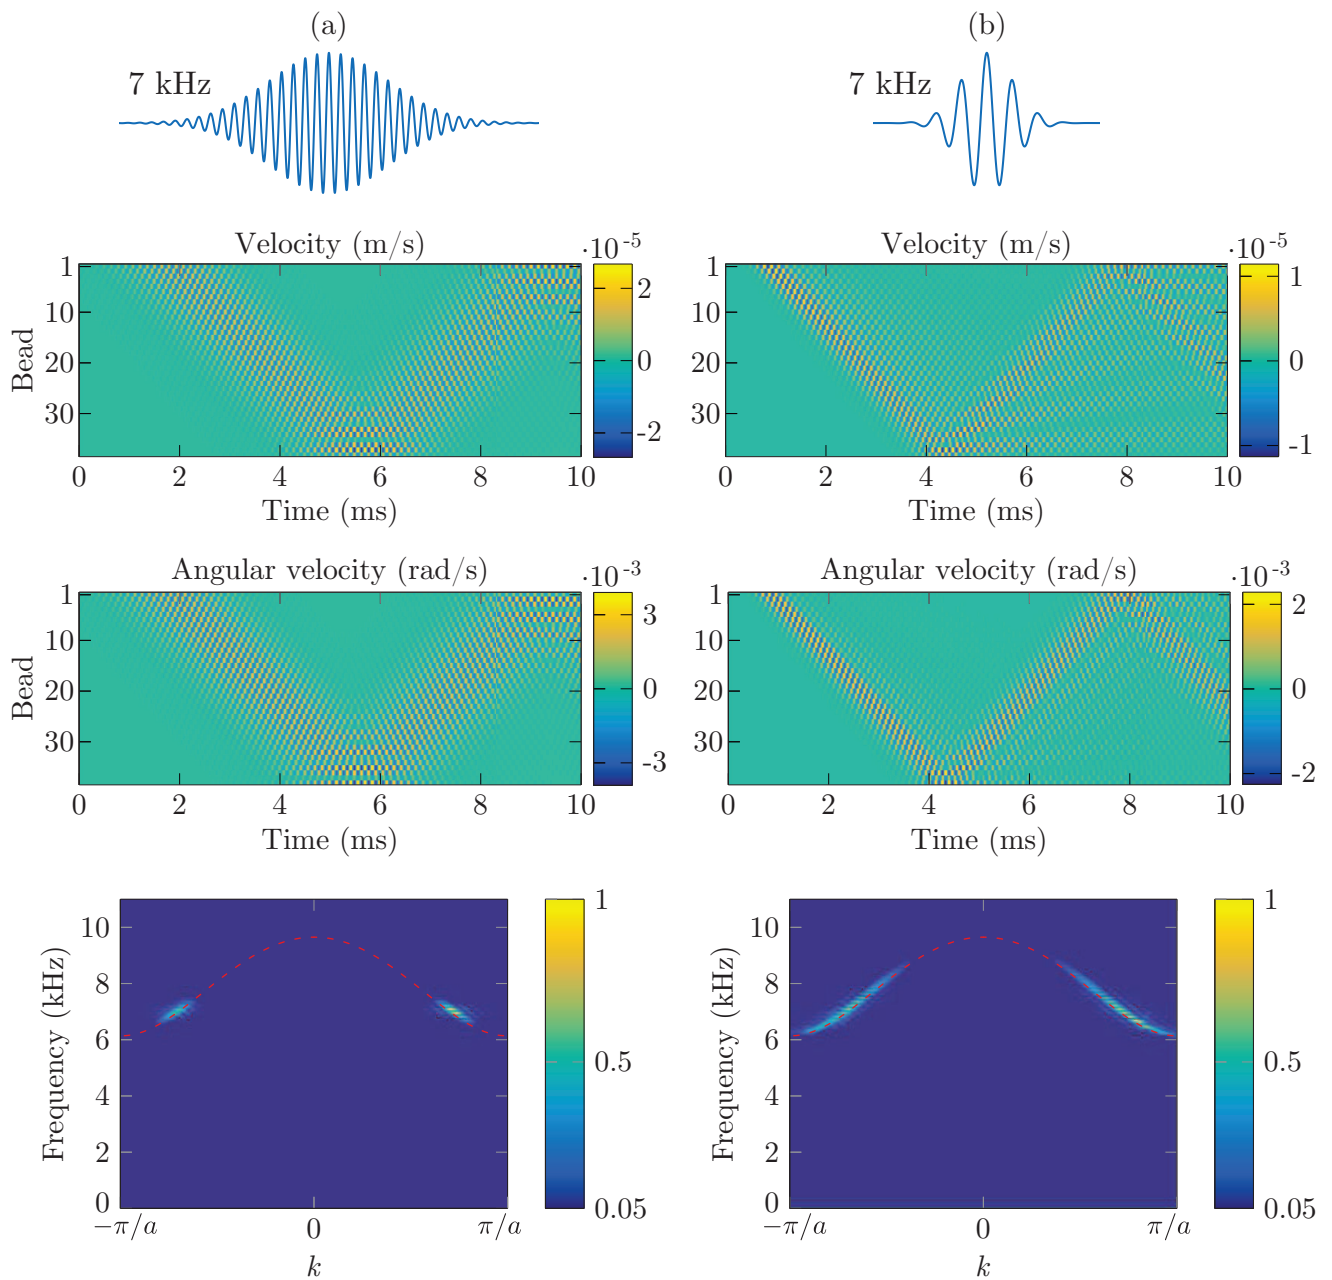 (a) (b)
7 kHz 7 kHz
Velocity (m/s) ·10⁻⁵ Velocity (m/s) ·10⁻⁵
Bead
1 10 20 30
0 2 4 6 8 10
Time (ms)
2 0 -2
1 10 20 30
0 2 4 6 8 10
Time (ms)
1 0 -1
Angular velocity (rad/s) ·10⁻³ Angular velocity (rad/s) ·10⁻³
Bead
1 10 20 30
0 2 4 6 8 10
Time (ms)
3 0 -3
1 10 20 30
0 2 4 6 8 10
Time (ms)
2 0 -2
Frequency (kHz)
10 8 6 4 2 0
−π/a 0 π/a
k
1 0.5 0.05
Frequency (kHz)
10 8 6 4 2 0
−π/a 0 π/a
k
1 0.5 0.05